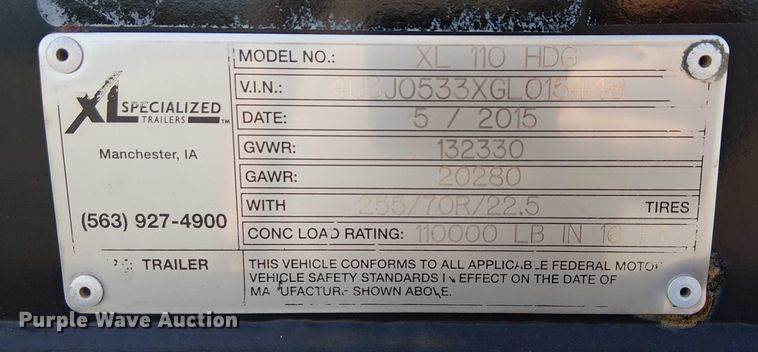 XL SPECIALIZED
TRAILERS
Manchester, IA
(563) 927-4900
TRAILER
MODEL NO.: XL 110 HDG
V.I.N.:
DATE: 5 / 2015
GVWR: 132330
GAWR: 20280
WITH 255/70R/22.5 TIRES
CONC LOAD RATING: 110000 LB IN 16
THIS VEHICLE CONFORMS TO ALL APPLICABLE FEDERAL MOTOR
VEHICLE SAFETY STANDARDS IN EFFECT ON THE DATE OF
MANUFACTURE SHOWN ABOVE.
Purple Wave Auction